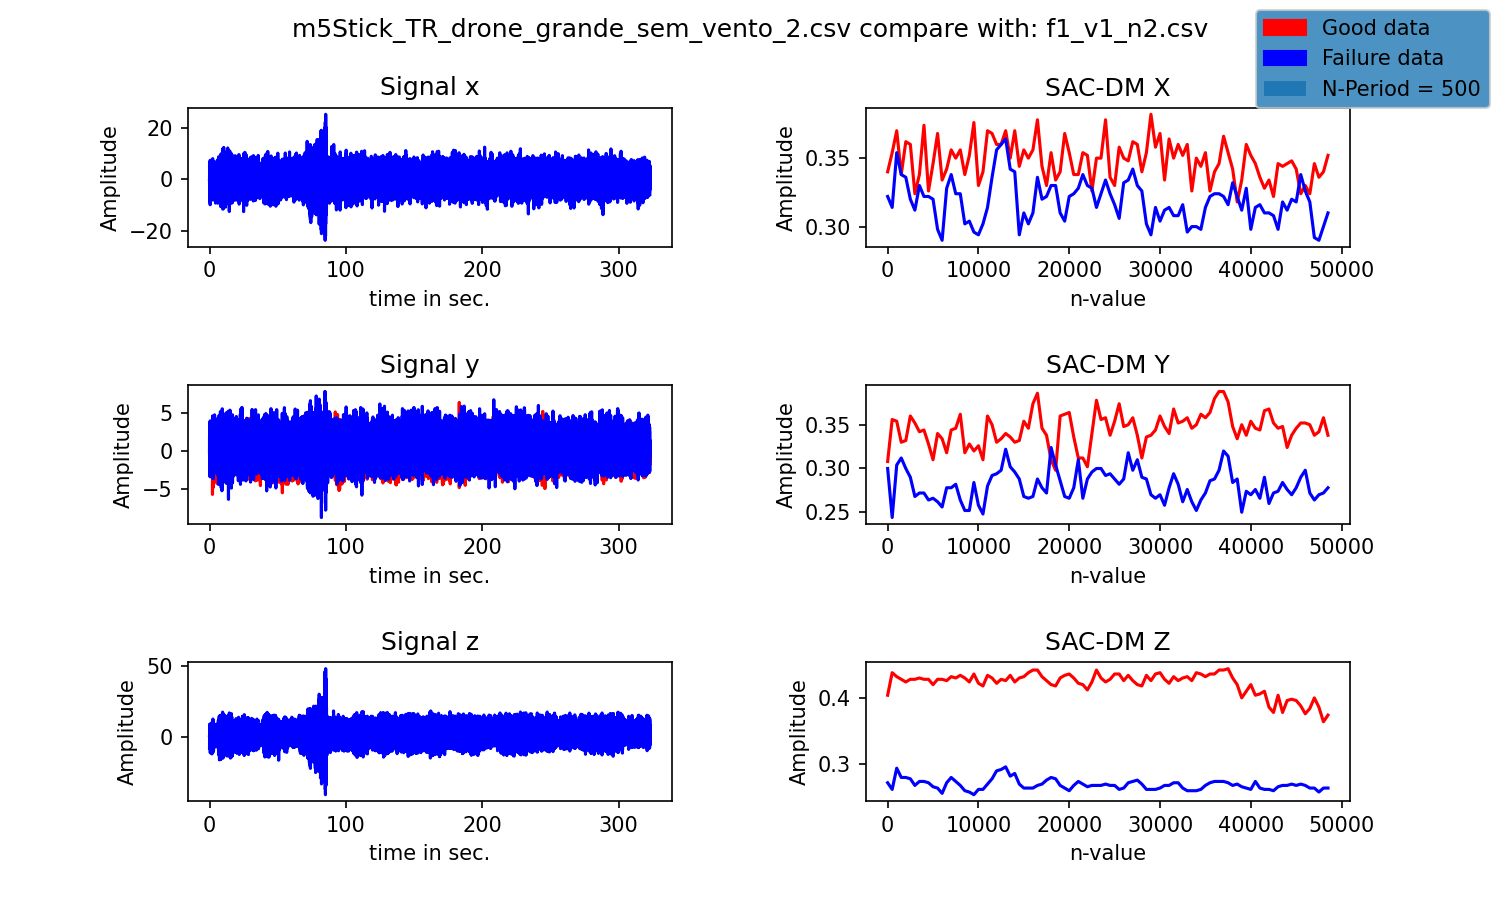 m5Stick_TR_drone_grande_sem_vento_2.csv compare with: f1_v1_n2.csv
Good data
Failure data
N-Period = 500
Signal x
Amplitude
20
0
−20
0 100 200 300
time in sec.
SAC-DM X
Amplitude
0.35
0.30
0 10000 20000 30000 40000 50000
n-value
Signal y
Amplitude
5
0
−5
0 100 200 300
time in sec.
SAC-DM Y
Amplitude
0.35
0.30
0.25
0 10000 20000 30000 40000 50000
n-value
Signal z
Amplitude
50
0
0 100 200 300
time in sec.
SAC-DM Z
Amplitude
0.4
0.3
0 10000 20000 30000 40000 50000
n-value